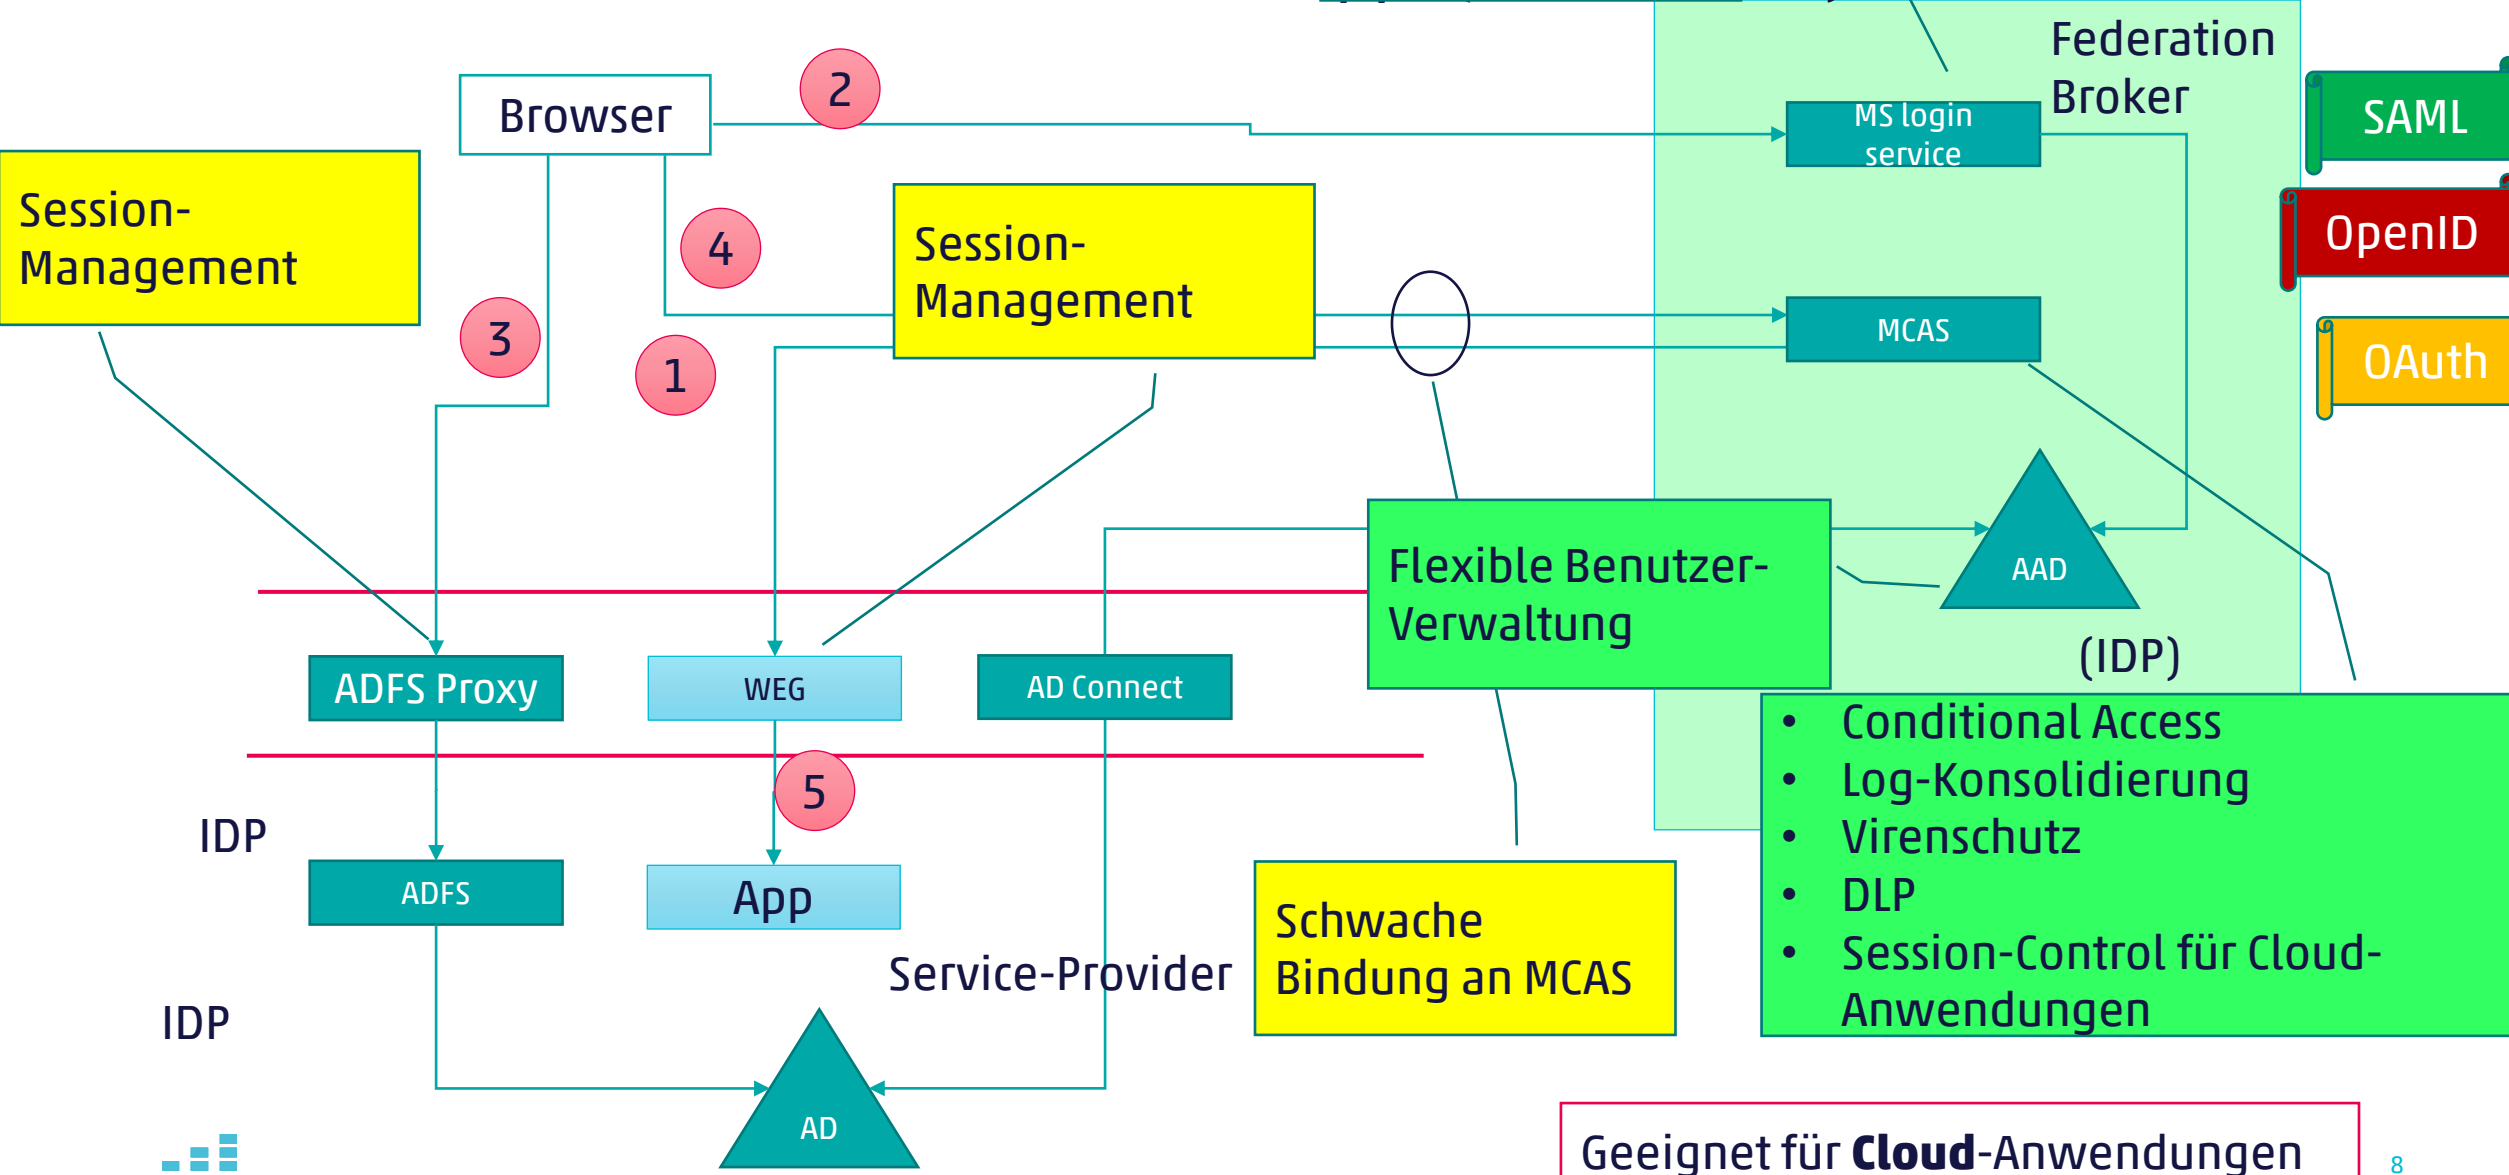 Federation
Broker
2
Browser
MS login
service
SAML
Session-
Management
4
Session-
Management
OpenID
3
1
MCAS
OAuth
Flexible Benutzer-
Verwaltung
AAD
(IDP)
ADFS Proxy
WEG
AD Connect
• Conditional Access
• Log-Konsolidierung
• Virenschutz
• DLP
• Session-Control für Cloud-
Anwendungen
5
IDP
ADFS
App
Schwache
Bindung an MCAS
Service-Provider
IDP
AD
Geeignet für Cloud-Anwendungen
8